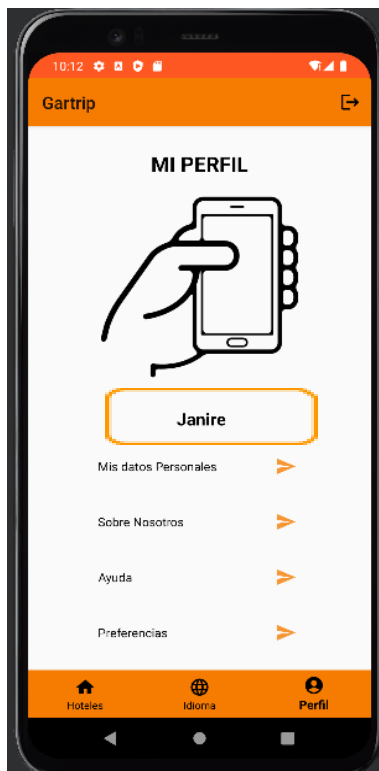 10:12
Gartrip
MI PERFIL
Janire
Mis datos Personales
Sobre Nosotros
Ayuda
Preferencias
Hoteles Idioma Perfil